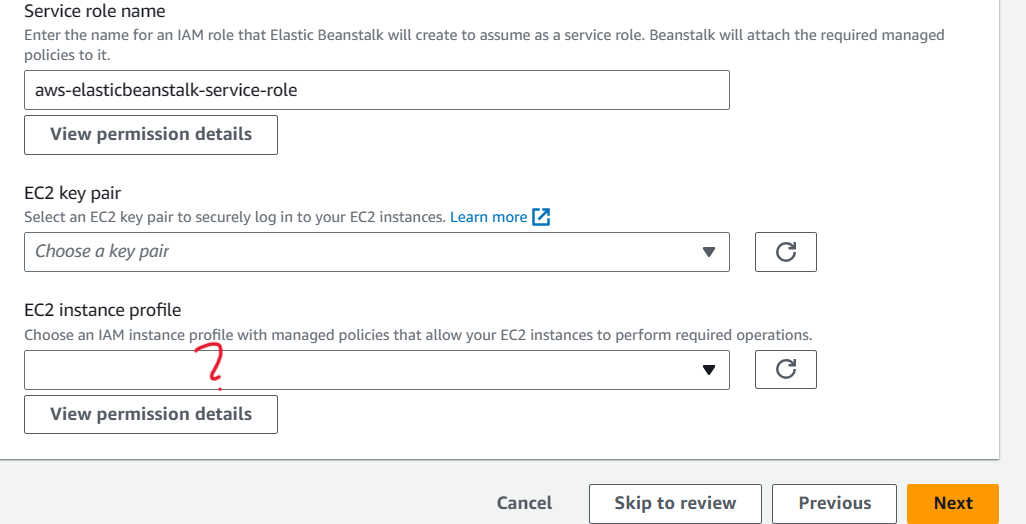 Service role name
Enter the name for an IAM role that Elastic Beanstalk will create to assume as a service role. Beanstalk will attach the required managed
policies to it.
aws-elasticbeanstalk-service-role
View permission details
EC2 key pair
Select an EC2 key pair to securely log in to your EC2 instances. Learn more
Choose a key pair
EC2 instance profile
Choose an IAM instance profile with managed policies that allow your EC2 instances to perform required operations.
?
View permission details
Cancel
Skip to review
Previous
Next